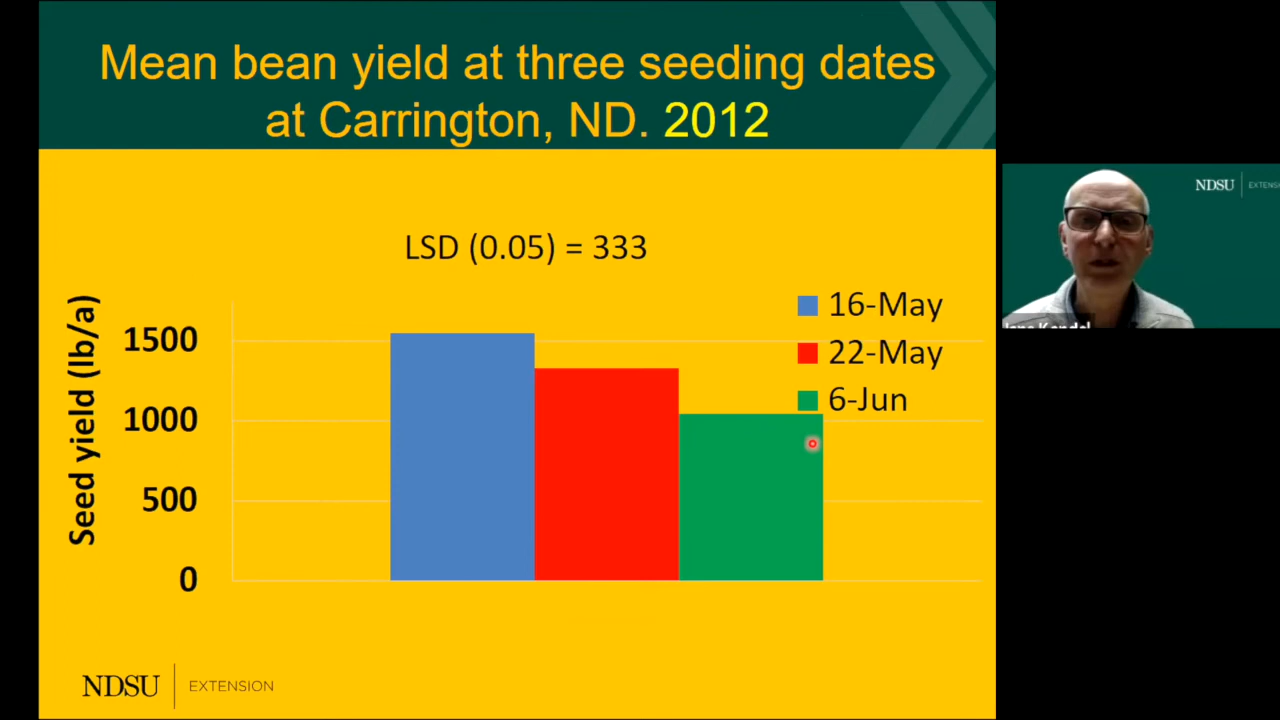 Mean bean yield at three seeding dates
at Carrington, ND. 2012
LSD (0.05) = 333
Seed yield (lb/a)
1500
1000
500
0
16-May
22-May
6-Jun
NDSU
EXTENSION
NDSU